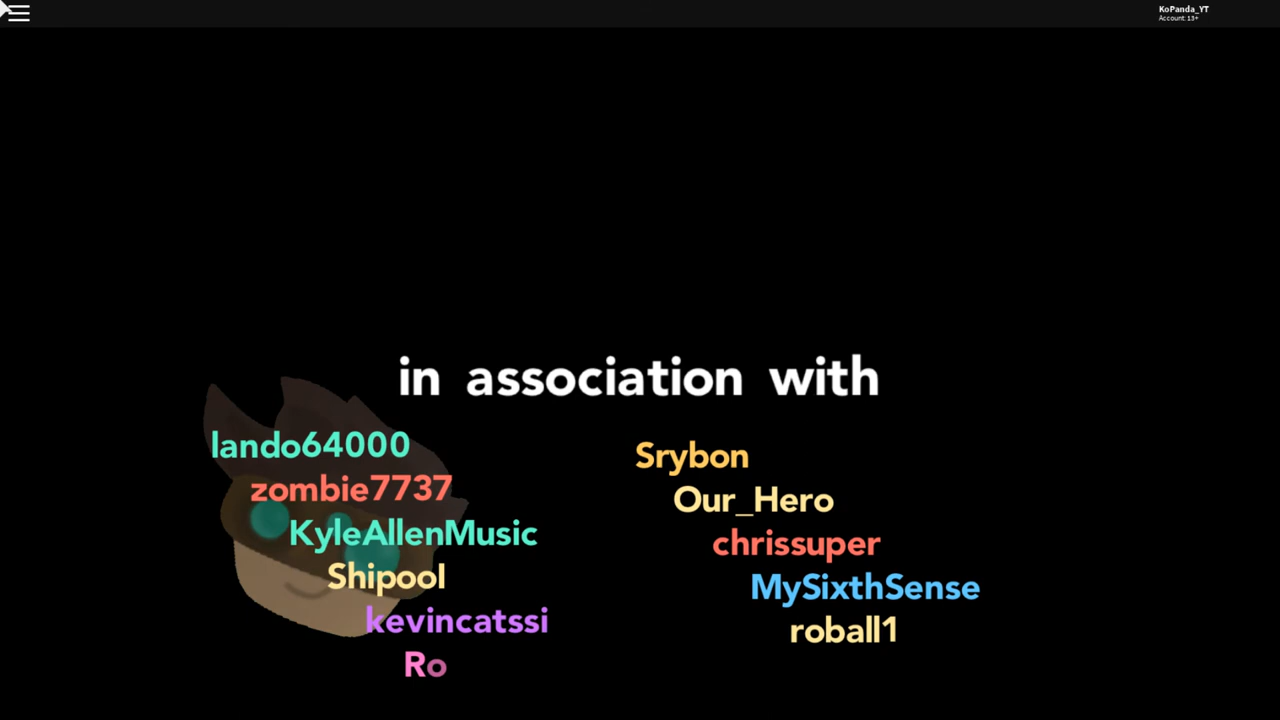 KoPanda_YT
Account: 13+
in association with
lando64000
zombie7737
KyleAllenMusic
Shipool
kevincatssi
Ro
Srybon
Our_Hero
chrissuper
MySixthSense
roball1